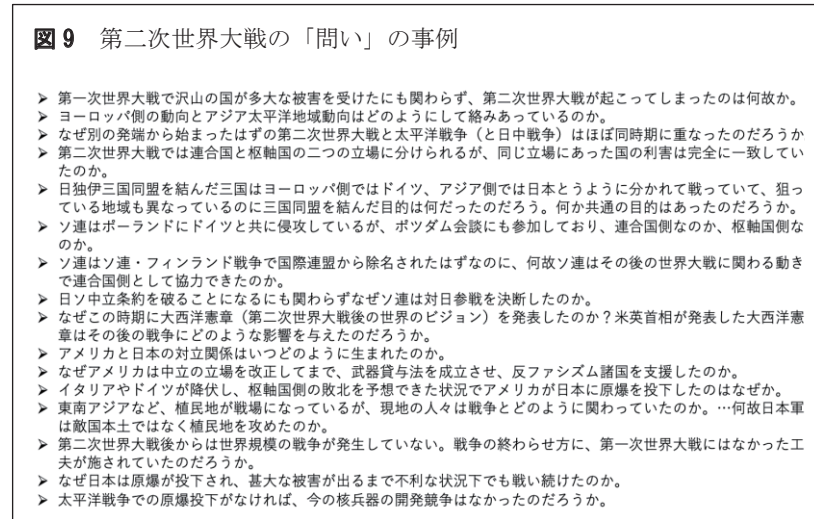 図9 第二次世界大戦の「問い」の事例
➢ 第一次世界大戦で沢山の国が多大な被害を受けたにも関わらず、第二次世界大戦が起こってしまったのは何故か。
➢ ヨーロッパ側の動向とアジア太平洋地域動向はどのようにして絡みあっているのか。
➢ なぜ別の発端から始まったはずの第二次世界大戦と太平洋戦争（と日中戦争）はほぼ同時期に重なったのだろうか
➢ 第二次世界大戦では連合国と枢軸国の二つの立場に分けられるが、同じ立場にあった国の利害は完全に一致してい
たのか。
➢ 日独伊三国同盟を結んだ三国はヨーロッパ側ではドイツ、アジア側では日本とうように分かれて戦っていて、狙っ
ている地域も異なっているのに三国同盟を結んだ目的は何だったのだろう。何か共通の目的はあったのだろうか。
➢ ソ連はポーランドにドイツと共に侵攻しているが、ポツダム会談にも参加しており、連合国側なのか、枢軸国側な
のか。
➢ ソ連はソ連・フィンランド戦争で国際連盟から除名されたはずなのに、何故ソ連はその後の世界大戦に関わる動き
で連合国側として協力できたのか。
➢ 日ソ中立条約を破ることになるにも関わらずなぜソ連は対日参戦を決断したのか。
➢ なぜこの時期に大西洋憲章（第二次世界大戦後の世界のビジョン）を発表したのか？米英首相が発表した大西洋憲
章はその後の戦争にどのような影響を与えたのだろうか。
➢ アメリカと日本の対立関係はいつどのように生まれたのか。
➢ なぜアメリカは中立の立場を改正してまで、武器貸与法を成立させ、反ファシズム諸国を支援したのか。
➢ イタリアやドイツが降伏し、枢軸国側の敗北を予想できた状況でアメリカが日本に原爆を投下したのはなぜか。
➢ 東南アジアなど、植民地が戦場になっているが、現地の人々は戦争とどのように関わっていたのか。…何故日本軍
は敵国本土ではなく植民地を攻めたのか。
➢ 第二次世界大戦後からは世界規模の戦争が発生していない。戦争の終わらせ方に、第一次世界大戦にはなかった工
夫が施されていたのだろうか。
➢ なぜ日本は原爆が投下され、甚大な被害が出るまで不利な状況下でも戦い続けたのか。
➢ 太平洋戦争での原爆投下がなければ、今の核兵器の開発競争はなかったのだろうか。